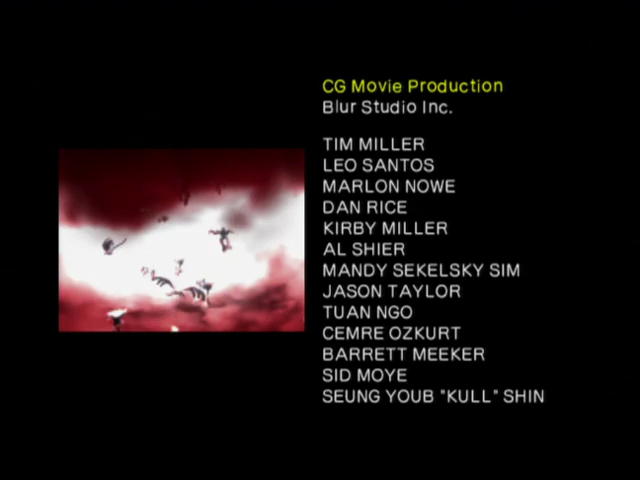 CG Movie Production
Blur Studio Inc.
TIM MILLER
LEO SANTOS
MARLON NOWE
DAN RICE
KIRBY MILLER
AL SHIER
MANDY SEKELSKY SIM
JASON TAYLOR
TUAN NGO
CEMRE OZKURT
BARRETT MEEKER
SID MOYE
SEUNG YOUB "KULL" SHIN